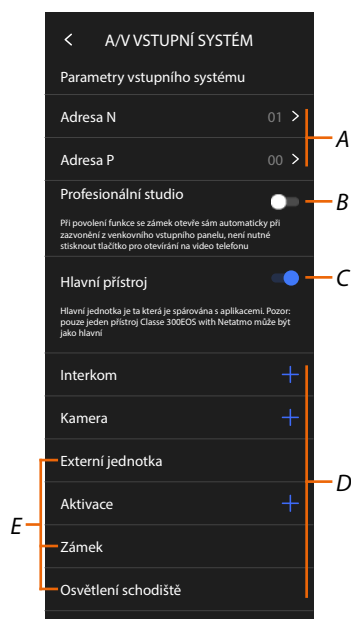 A/V VSTUPNÍ SYSTÉM
Parametry vstupního systému
Adresa N 01
A
Adresa P 00
Profesionální studio
B
Při povolení funkce se zámek otevře sám automaticky při
zazvonění z venkovního vstupního panelu, není nutné
stisknout tlačítko pro otevírání na video telefonu
Hlavní přístroj
C
Hlavní jednotka je ta která je spárována s aplikacemi. Pozor:
pouze jeden přístroj Classe 300EOS with Netatmo může být
jako hlavní
Interkom
Kamera
Externí jednotka
D
Aktivace
E
Zámek
Osvětlení schodiště